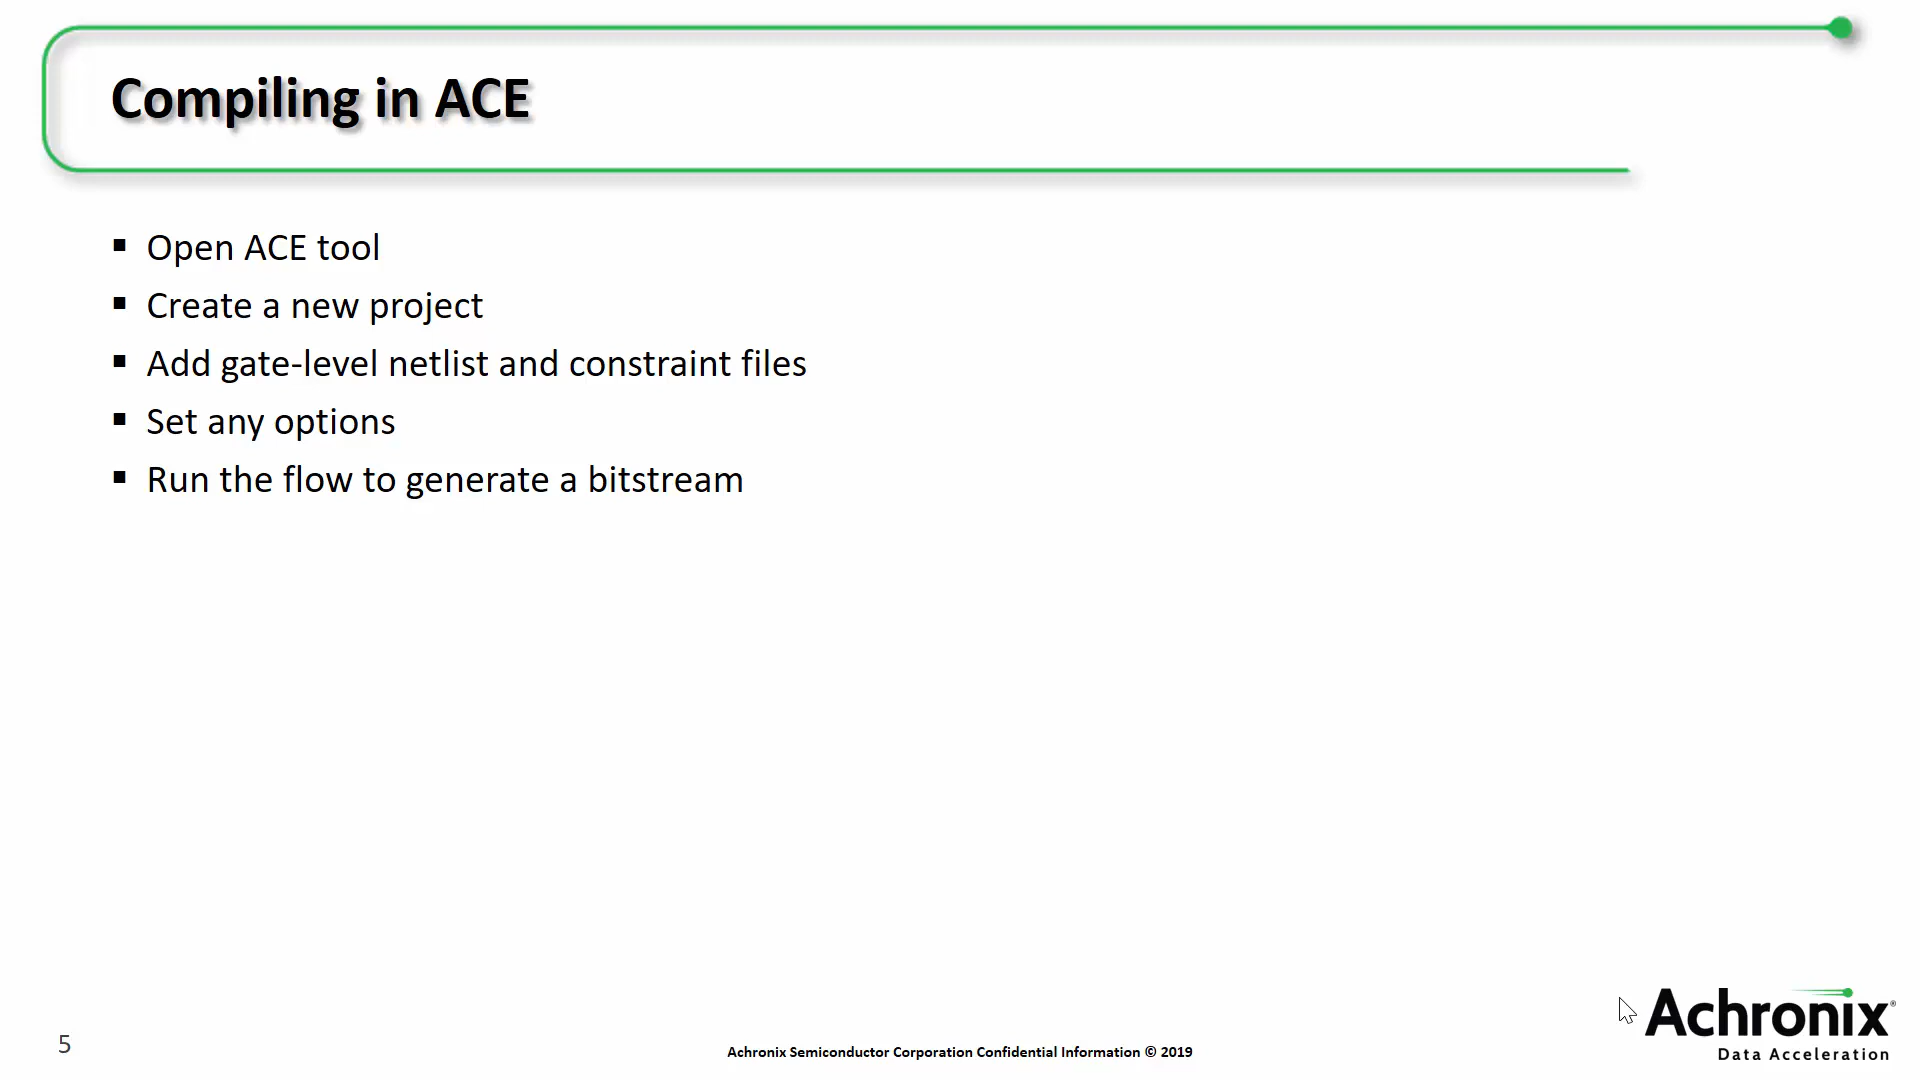 Compiling in ACE
▪ Open ACE tool
▪ Create a new project
▪ Add gate-level netlist and constraint files
▪ Set any options
▪ Run the flow to generate a bitstream
5
Achronix Semiconductor Corporation Confidential Information © 2019
Achronix®
Data Acceleration